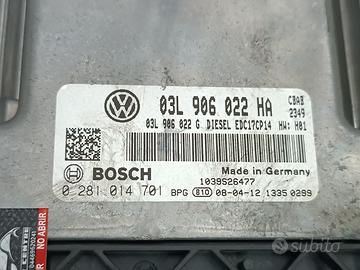 03L 906 022 HA
CBAB
2349
03L 906 022 G DIESEL EDC17CP14 HW: H01
BOSCH
Made in Germany
1039S26477
0 281 014 701
BPG 810 08-04-12 1335 0299
NO ABRIR
subito